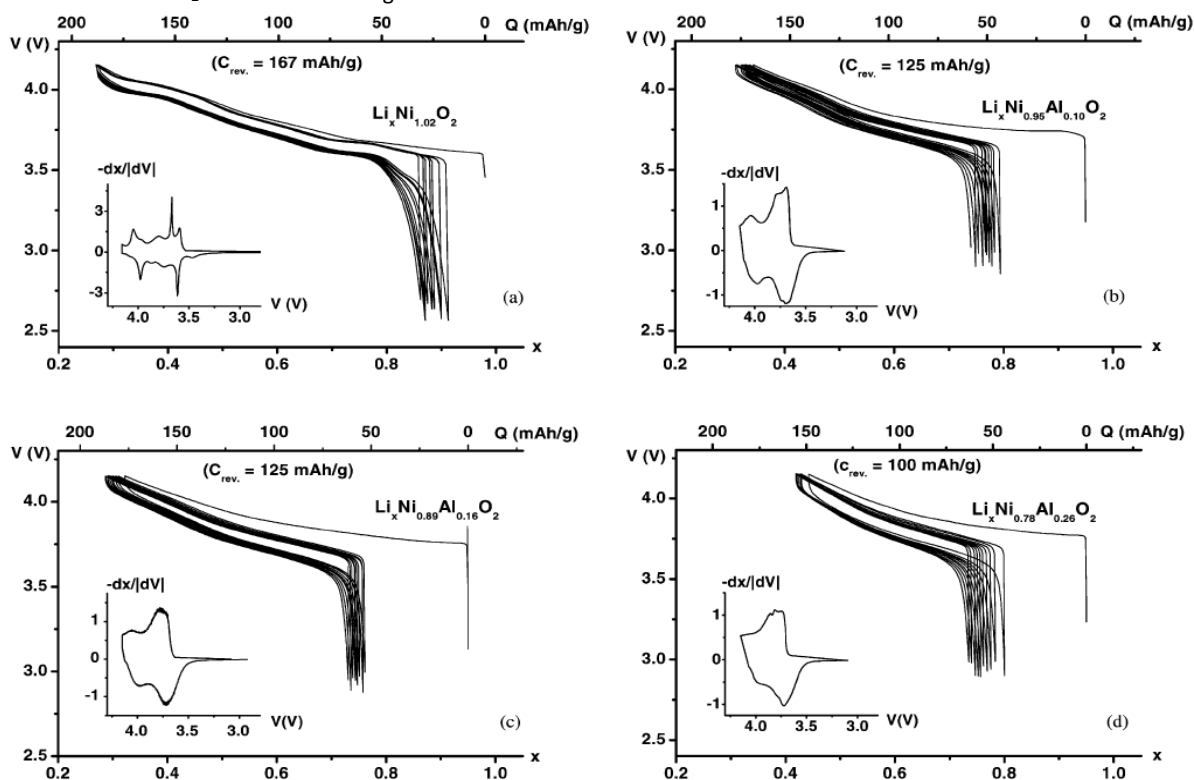 200 150 100 50 0 Q (mAh/g)
V (V)
(C_rev. = 167 mAh/g)
4.0
Li_xNi_1.02O_2
3.5
-dx/|dV|
3
0
3.0
-3
4.0 3.5 3.0
V (V)
(a)
2.5
x
0.2 0.4 0.6 0.8 1.0
200 150 100 50 0 Q (mAh/g)
V (V)
(C_rev. = 125 mAh/g)
4.0
Li_xNi_0.95Al_0.10O_2
3.5
-dx/|dV|
1
0
3.0
-1
4.0 3.5 3.0
V(V)
(b)
2.5
x
0.2 0.4 0.6 0.8 1.0
200 150 100 50 0 Q (mAh/g)
V (V)
(C_rev. = 125 mAh/g)
4.0
Li_xNi_0.89Al_0.16O_2
3.5
-dx/|dV|
1
0
3.0
-1
4.0 3.5 3.0
V(V)
(c)
2.5
x
0.2 0.4 0.6 0.8 1.0
200 150 100 50 0 Q (mAh/g)
V (V)
(c_rev. = 100 mAh/g)
4.0
Li_xNi_0.78Al_0.26O_2
3.5
-dx/|dV|
1
0
3.0
-1
4.0 3.5 3.0
V(V)
(d)
2.4
x
0.2 0.4 0.6 0.8 1.0